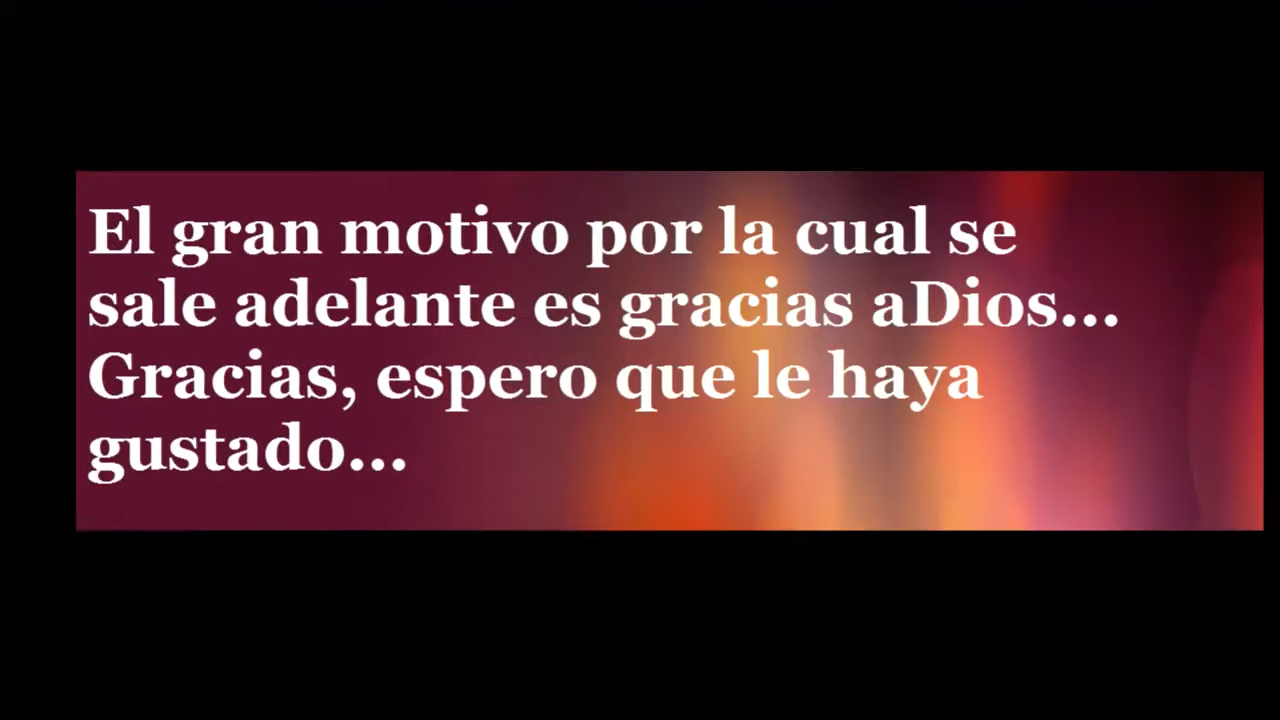 El gran motivo por la cual se
sale adelante es gracias aDios...
Gracias, espero que le haya
gustado...